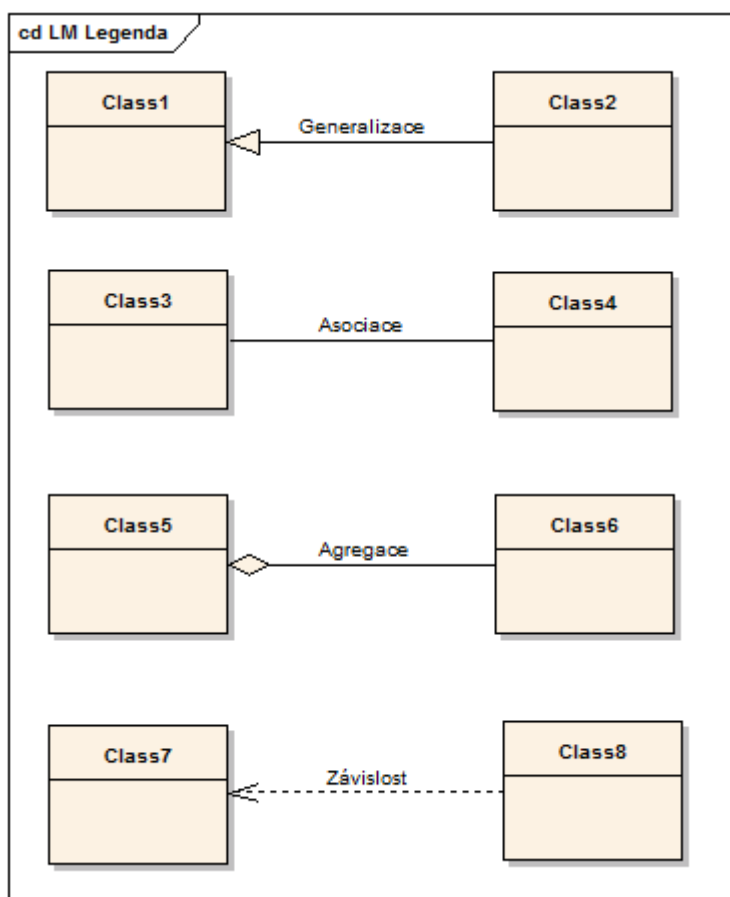 cd LM Legenda
Class1
Generalizace
Class2
Class3
Asociace
Class4
Class5
Agregace
Class6
Class7
Závislost
Class8